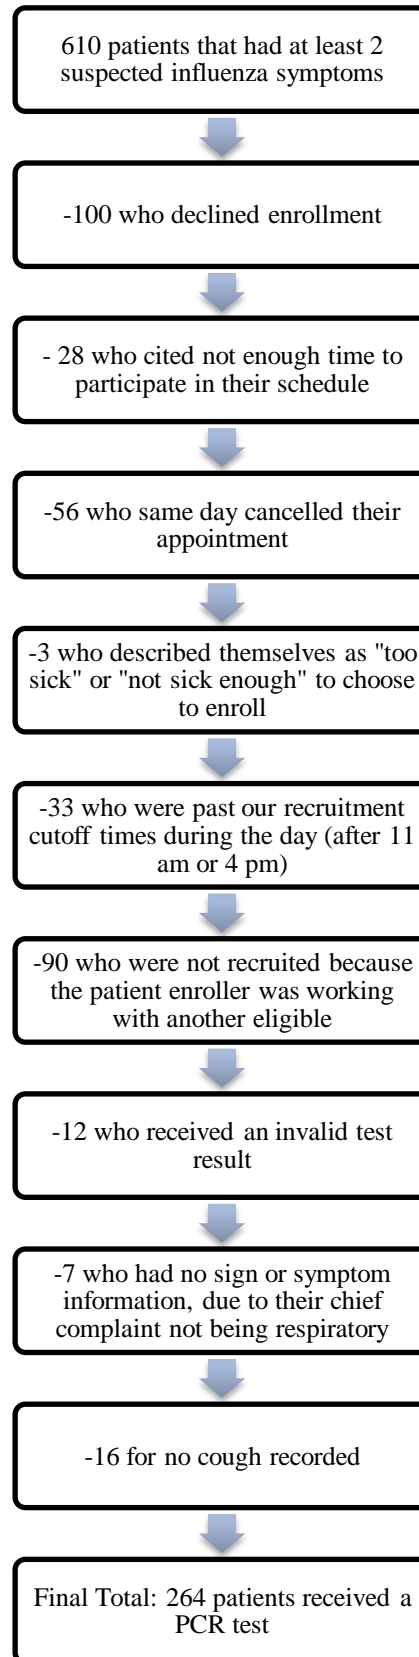 610 patients that had at least 2
suspected influenza symptoms
-100 who declined enrollment
- 28 who cited not enough time to
participate in their schedule
-56 who same day cancelled their
appointment
-3 who described themselves as "too
sick" or "not sick enough" to choose
to enroll
-33 who were past our recruitment
cutoff times during the day (after 11
am or 4 pm)
-90 who were not recruited because
the patient enroller was working
with another eligible
-12 who received an invalid test
result
-7 who had no sign or symptom
information, due to their chief
complaint not being respiratory
-16 for no cough recorded
Final Total: 264 patients received a
PCR test